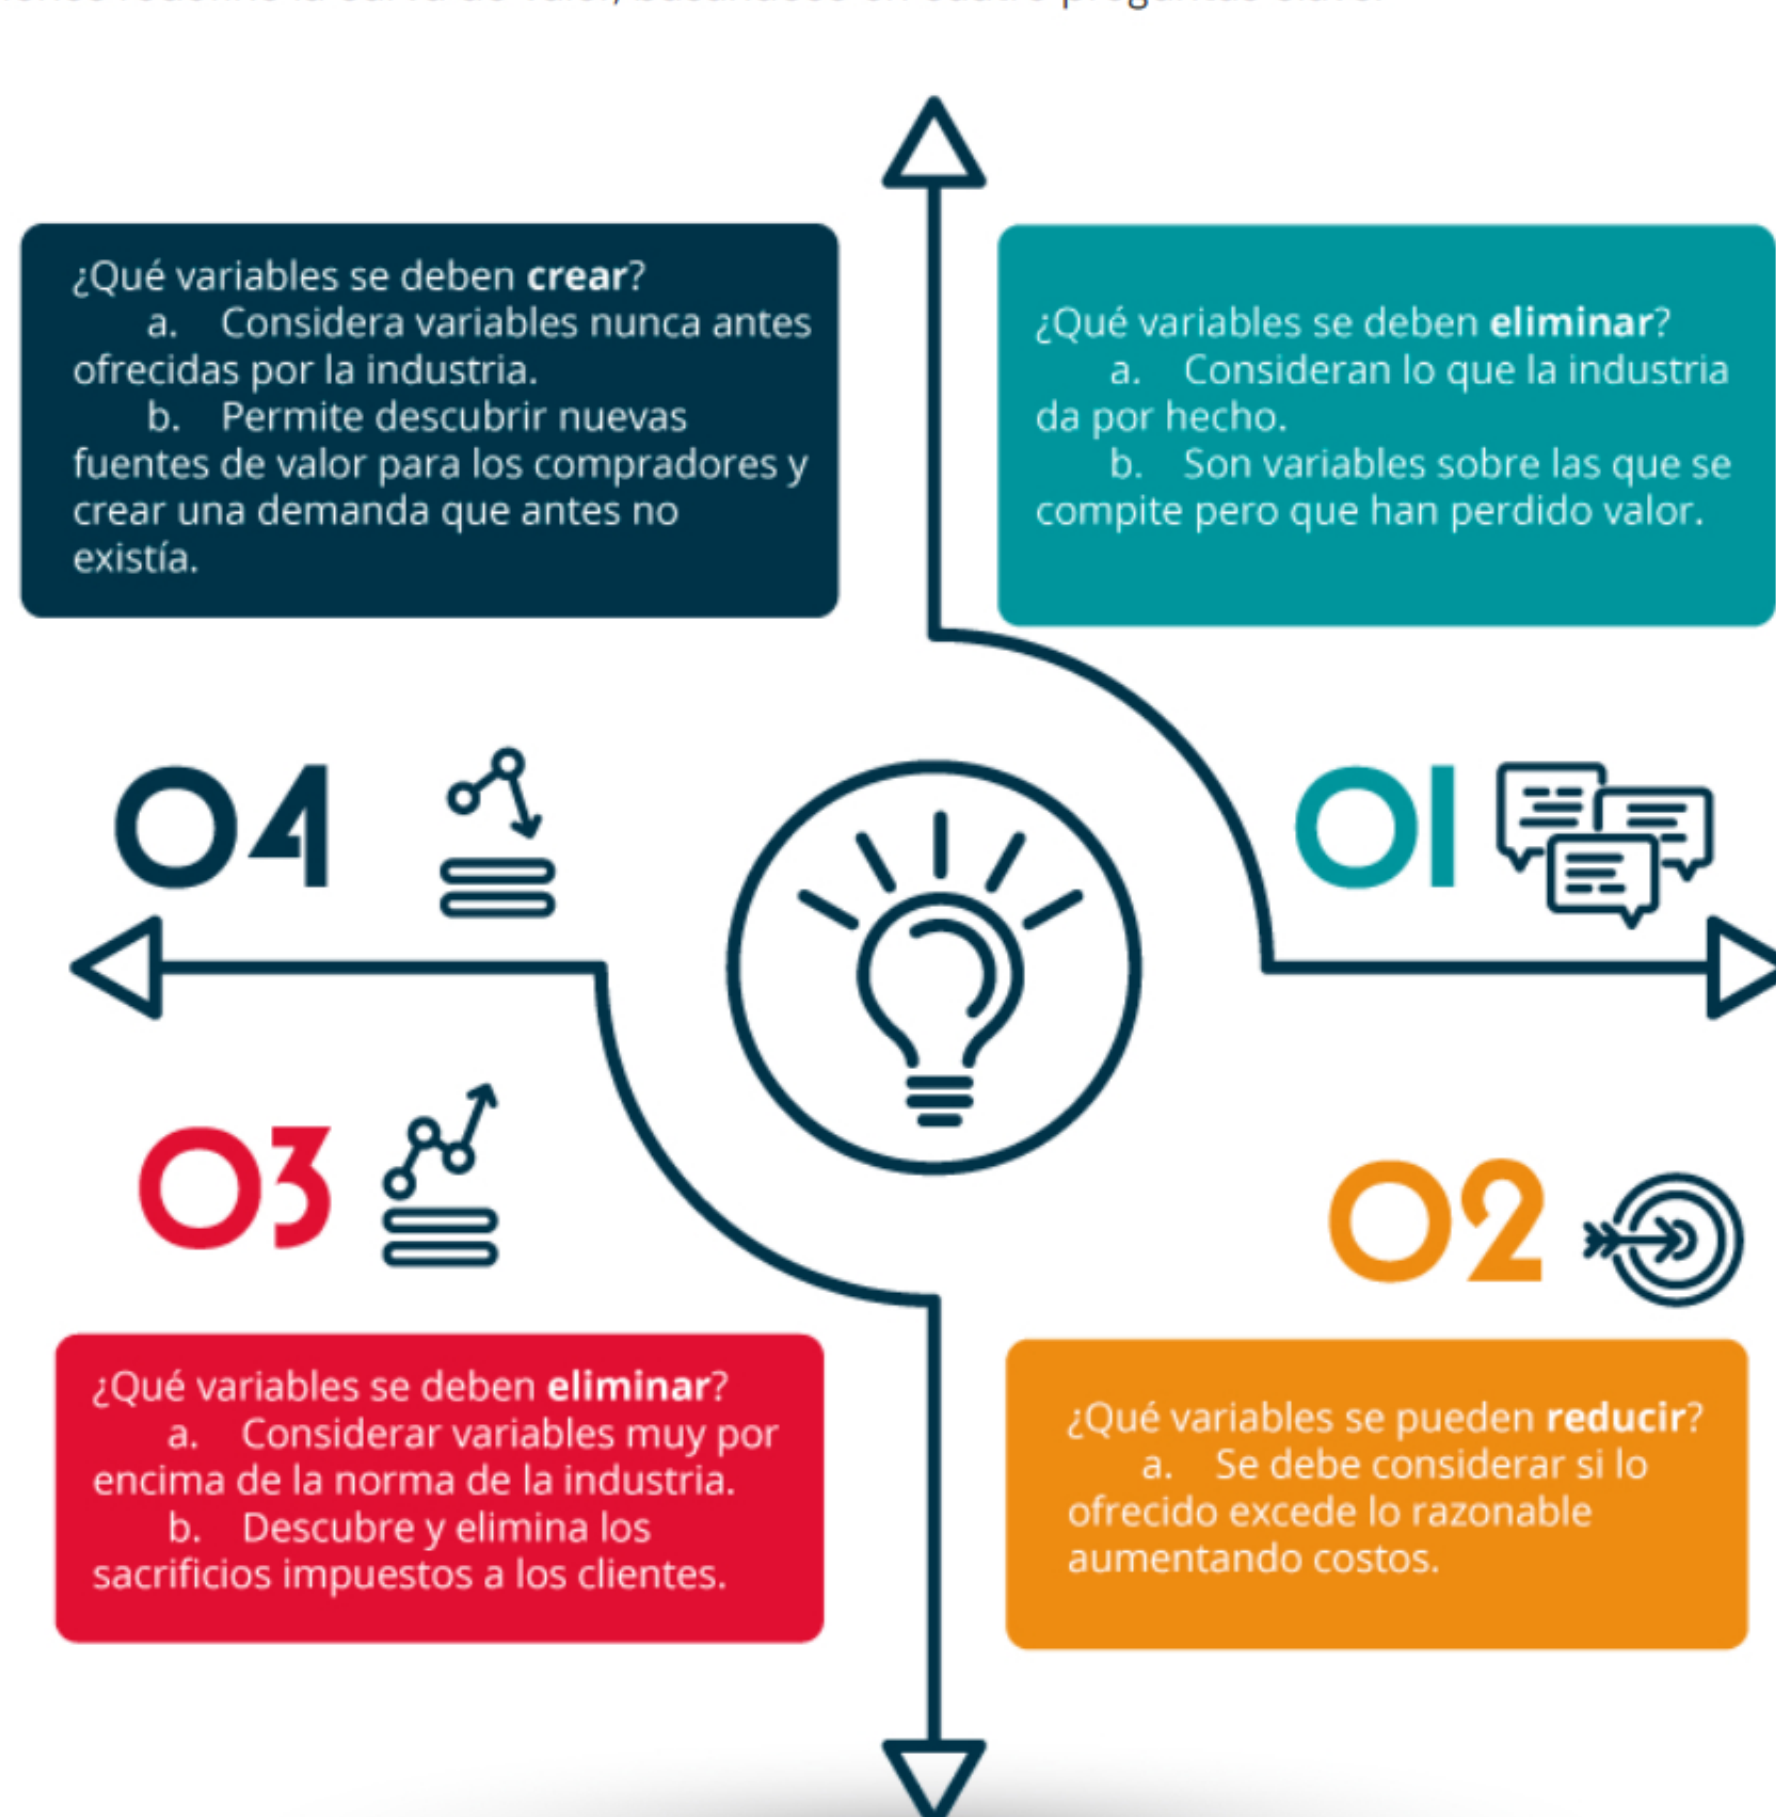 ¿Qué variables se deben crear?
a. Considera variables nunca antes
ofrecidas por la industria.
b. Permite descubrir nuevas
fuentes de valor para los compradores y
crear una demanda que antes no
existía.
¿Qué variables se deben eliminar?
a. Consideran lo que la industria
da por hecho.
b. Son variables sobre las que se
compite pero que han perdido valor.
04
01
03
02
¿Qué variables se deben eliminar?
a. Considerar variables muy por
encima de la norma de la industria.
b. Descubre y elimina los
sacrificios impuestos a los clientes.
¿Qué variables se pueden reducir?
a. Se debe considerar si lo
ofrecido excede lo razonable
aumentando costos.